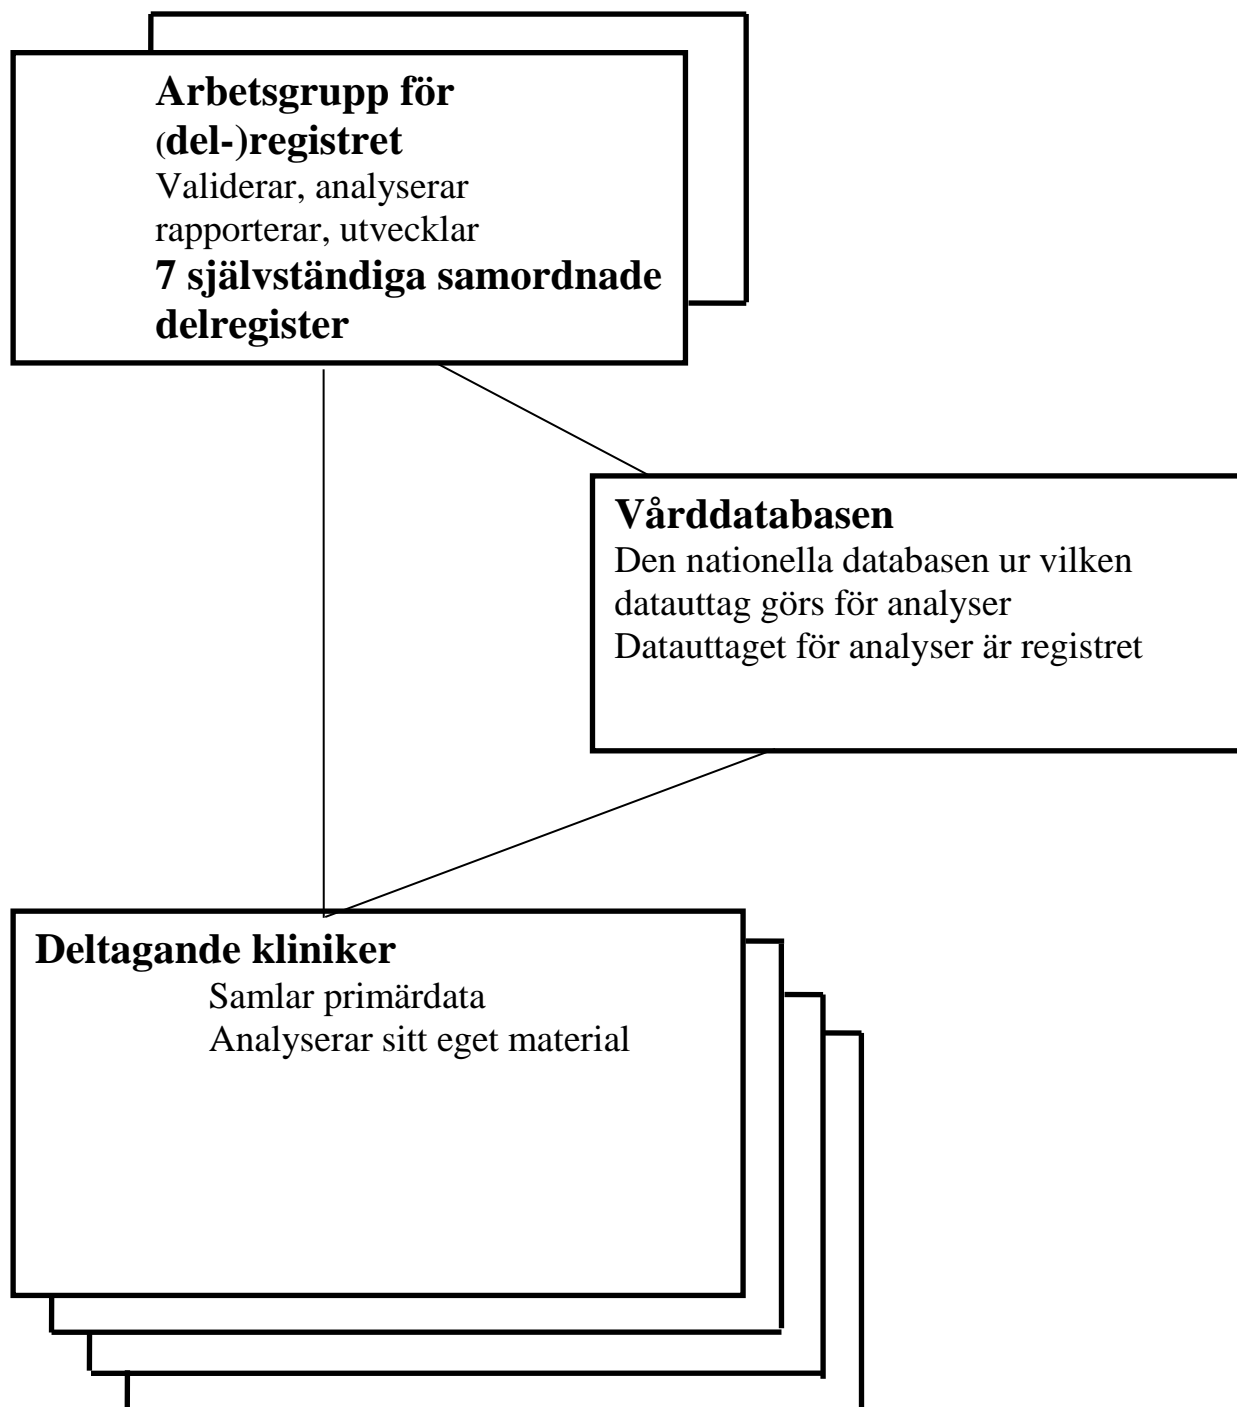 Arbetsgrupp för
(del-)registret
Validerar, analyserar
rapporterar, utvecklar
7 självständiga samordnade
delregister
Vårddatabasen
Den nationella databasen ur vilken
datauttag görs för analyser
Datauttaget för analyser är registret
Deltagande kliniker
Samlar primärdata
Analyserar sitt eget material